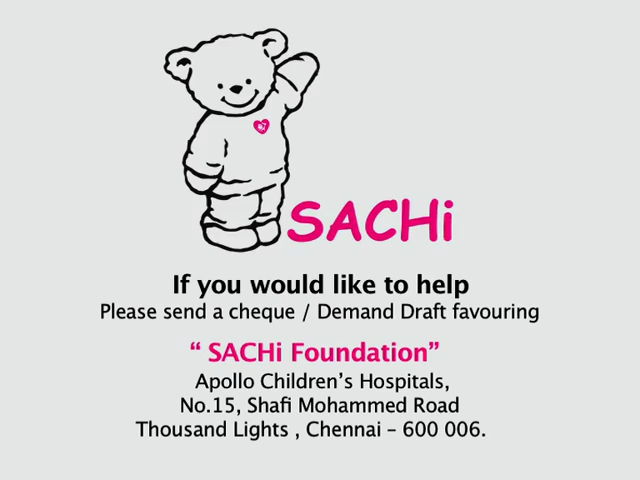 SACHi
If you would like to help
Please send a cheque / Demand Draft favouring
“ SACHi Foundation”
Apollo Children’s Hospitals,
No.15, Shafi Mohammed Road
Thousand Lights , Chennai – 600 006.